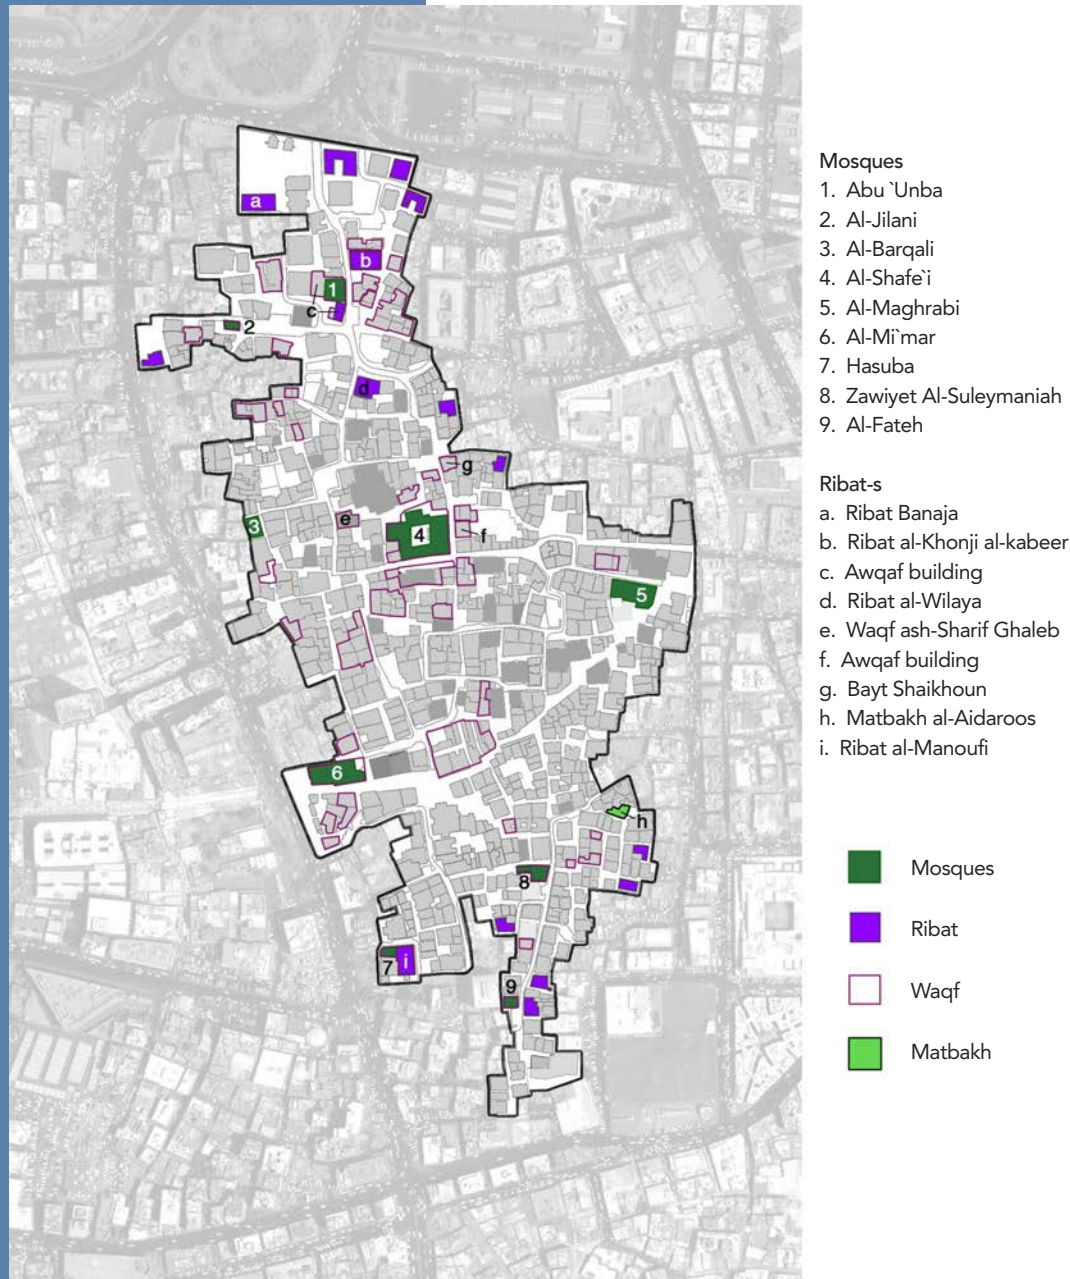 a
b
1
c
2
d
g
3
e
4
f
5
6
h
8
7
i
9
Mosques
1. Abu `Unba
2. Al-Jilani
3. Al-Barqali
4. Al-Shafe`i
5. Al-Maghrabi
6. Al-Mi`mar
7. Hasuba
8. Zawiyet Al-Suleymaniah
9. Al-Fateh
Ribat-s
a. Ribat Banaja
b. Ribat al-Khonji al-kabeer
c. Awqaf building
d. Ribat al-Wilaya
e. Waqf ash-Sharif Ghaleb
f. Awqaf building
g. Bayt Shaikhoun
h. Matbakh al-Aidaroos
i. Ribat al-Manoufi
Mosques
Ribat
Waqf
Matbakh